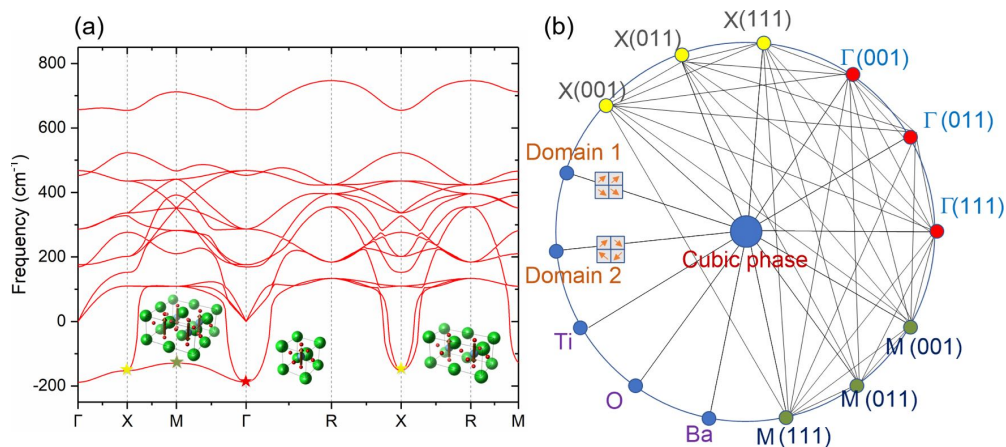 (a)
800
600
400
200
0
-200
Frequency (cm⁻¹)
Γ X M Γ R X R M
(b)
X(111)
X(011)
Γ(001)
X(001)
Γ(011)
Domain 1
Γ(111)
Domain 2
Cubic phase
Ti
M(001)
O
M(011)
Ba
M(111)